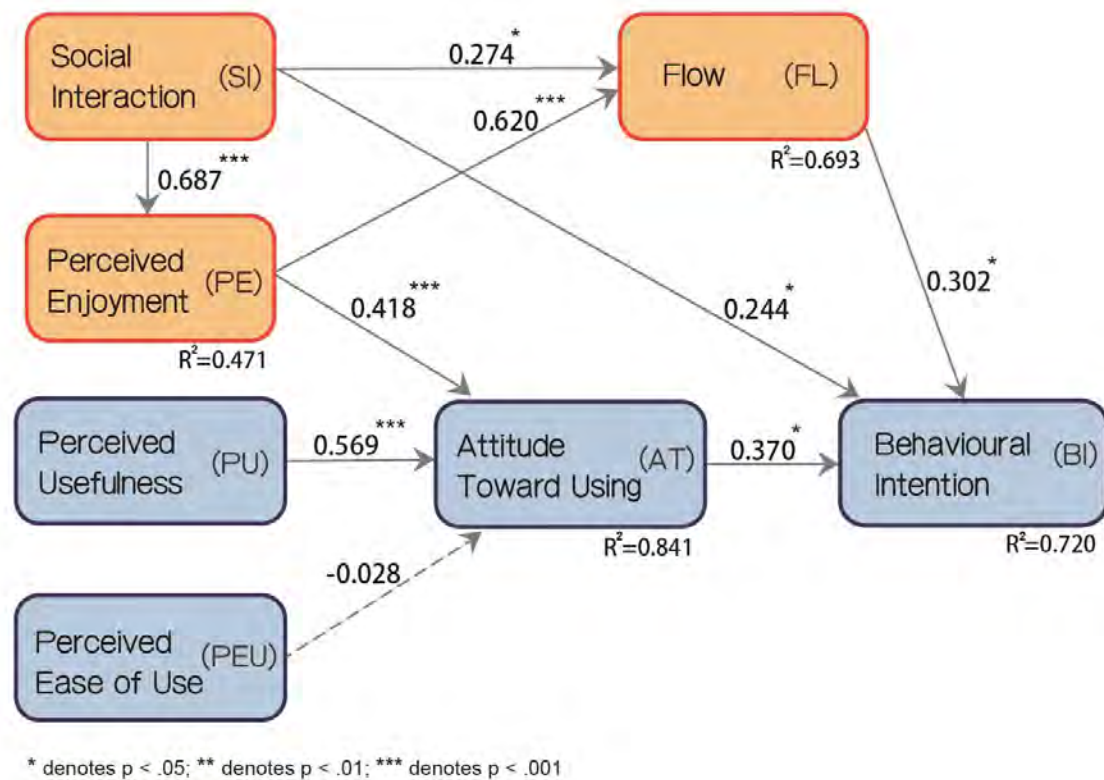 Social
Interaction
(SI)
0.274*
Flow
(FL)
0.620***
R²=0.693
0.687***
Perceived
Enjoyment
(PE)
R²=0.471
0.418***
0.244*
0.302*
Perceived
Usefulness
(PU)
0.569***
Attitude
Toward Using
(AT)
R²=0.841
0.370*
Behavioural
Intention
(BI)
R²=0.720
-0.028
Perceived
Ease of Use
(PEU)
* denotes p < .05; ** denotes p < .01; *** denotes p < .001